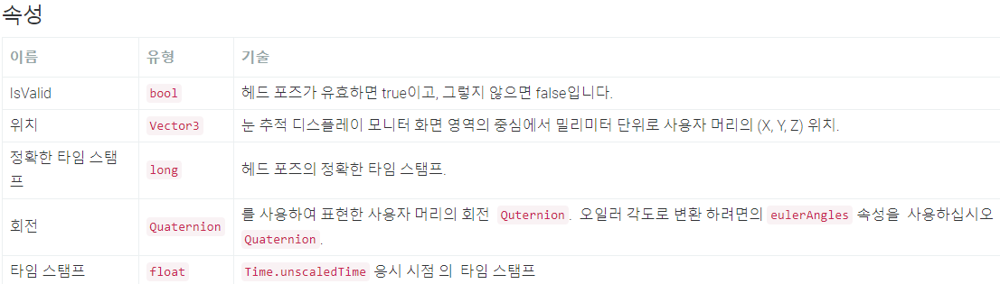 속성
이름 유형 기술
IsValid bool 헤드 포즈가 유효하면 true이고, 그렇지 않으면 false입니다.
위치 Vector3 눈 추적 디스플레이 모니터 화면 영역의 중심에서 밀리미터 단위로 사용자 머리의 (X, Y, Z) 위치.
정확한 타임 스탬
프 long 헤드 포즈의 정확한 타임 스탬프.
회전 Quaternion 를 사용하여 표현한 사용자 머리의 회전 Quternion. 오일러 각도로 변환 하려면의 eulerAngles 속성을 사용하십시오
Quaternion.
타임 스탬프 float Time.unscaledTime 응시 시점 의 타임 스탬프